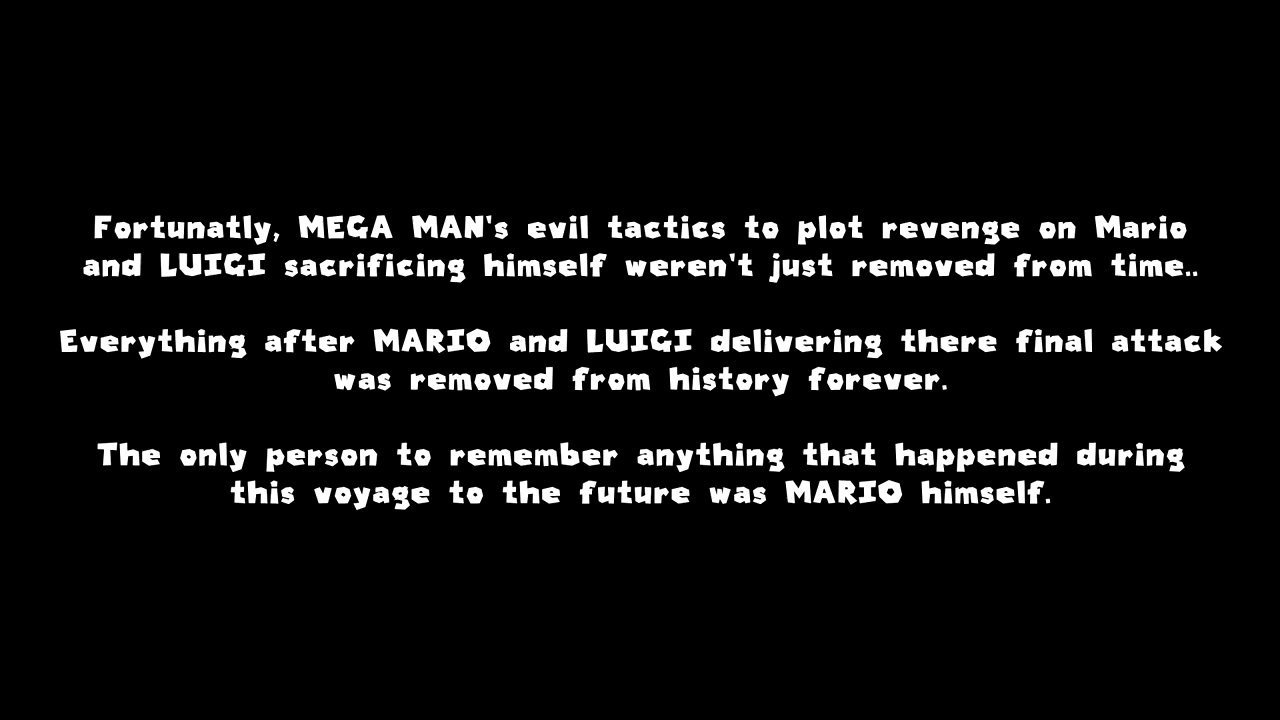 Fortunatly, MEGA MAN's evil tactics to plot revenge on Mario
and LUIGI sacrificing himself weren't just removed from time..
Everything after MARIO and LUIGI delivering there final attack
was removed from history forever.
The only person to remember anything that happened during
this voyage to the future was MARIO himself.